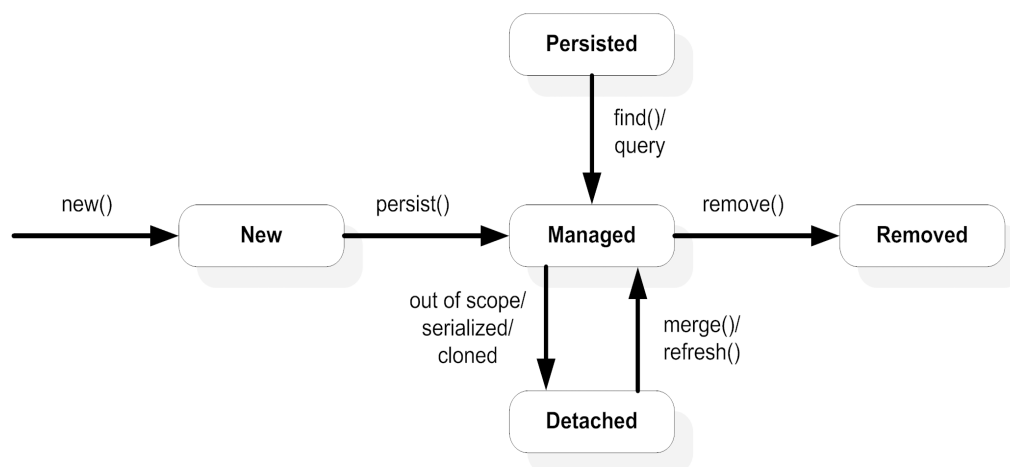 Persisted
find()/
query
new()
persist()
remove()
New
Managed
Removed
out of scope/
serialized/
cloned
merge()/
refresh()
Detached